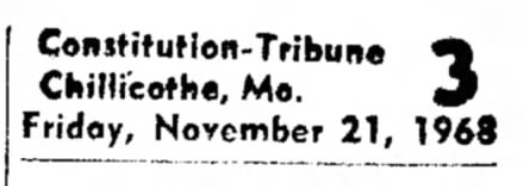 Constitution-Tribune 3
Chillicothe, Mo.
Friday, November 21, 1968